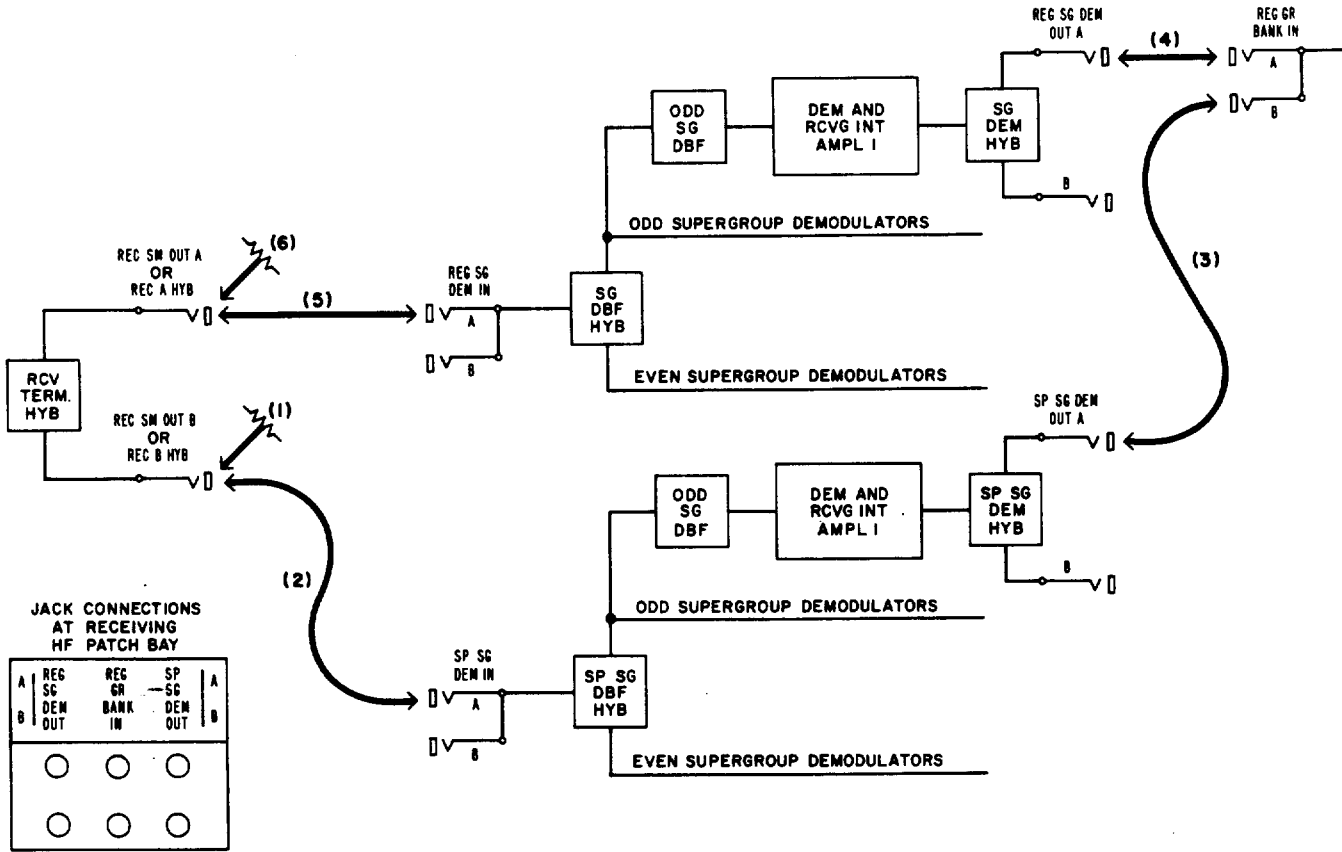 REG SG DEM
OUT A
(4)
REG GR
BANK IN
A
B
ODD
SG
DBF
DEM AND
RCVG INT
AMPL I
SG
DEM
HYB
B
ODD SUPERGROUP DEMODULATORS
(3)
REC SM OUT A
OR
REC A HYB
(6)
(5)
REG SG
DEM IN
A
B
SG
DBF
HYB
EVEN SUPERGROUP DEMODULATORS
RCV
TERM.
HYB
REC SM OUT B
OR
REC B HYB
(1)
(2)
SP SG DEM
OUT A
ODD
SG
DBF
DEM AND
RCVG INT
AMPL I
SP SG
DEM
HYB
B
ODD SUPERGROUP DEMODULATORS
SP SG
DEM IN
A
B
SP SG
DBF
HYB
EVEN SUPERGROUP DEMODULATORS
JACK CONNECTIONS
AT RECEIVING
HF PATCH BAY
A
B
REG
SG
DEM
OUT
REG
GR
BANK
IN
SP
SG
DEM
OUT
A
B